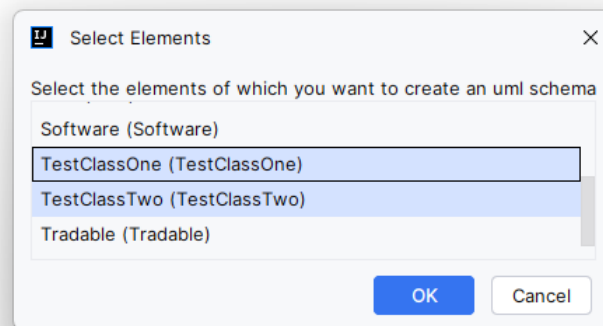 IJ
Select Elements
Select the elements of which you want to create an uml schema
Software (Software)
TestClassOne (TestClassOne)
TestClassTwo (TestClassTwo)
Tradable (Tradable)
OK Cancel